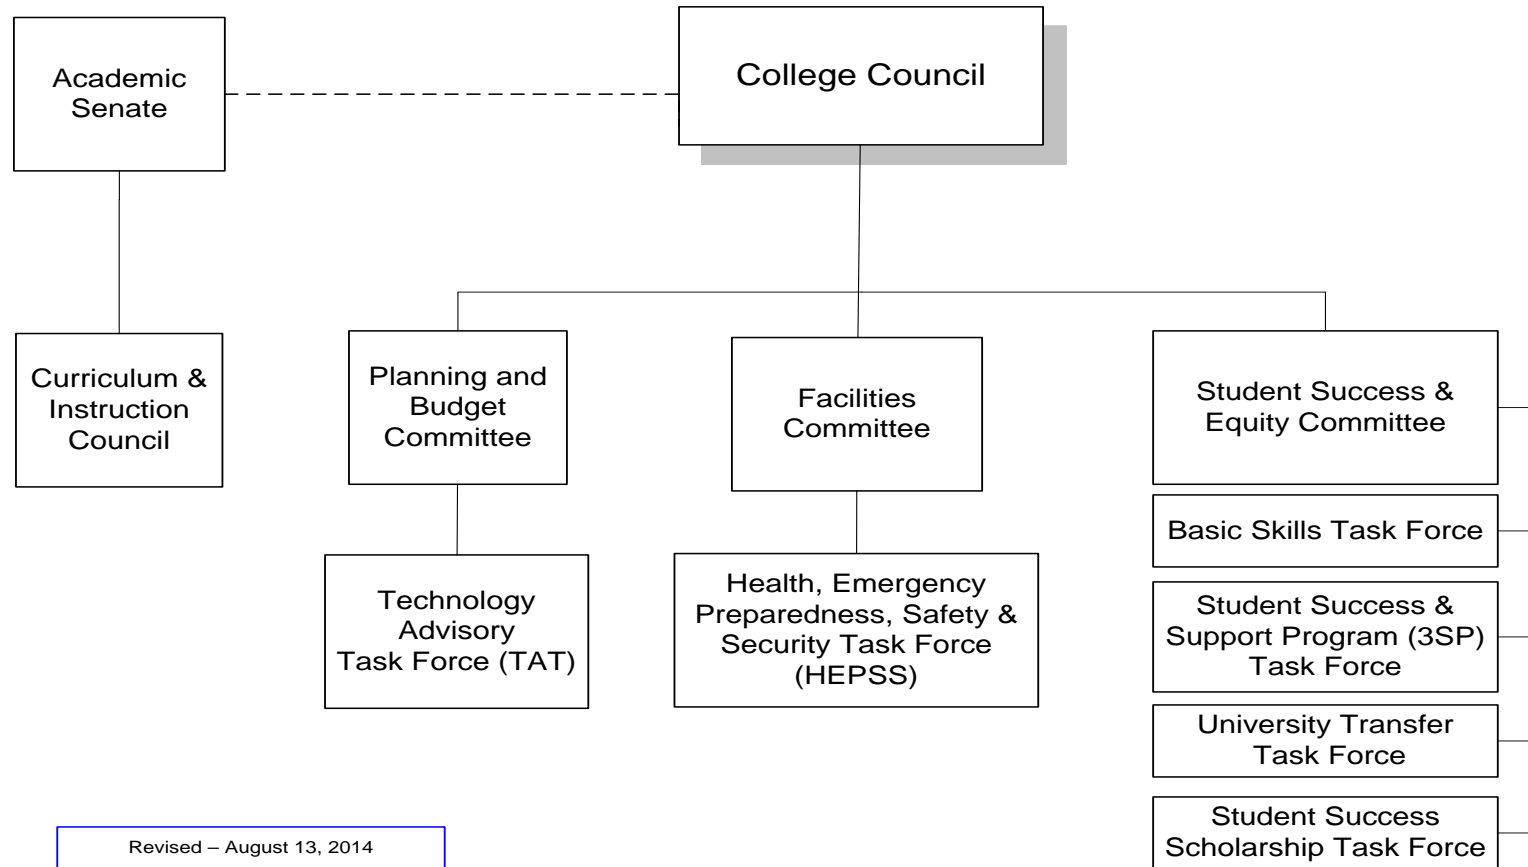 Academic
Senate
College Council
Curriculum &
Instruction
Council
Planning and
Budget
Committee
Facilities
Committee
Student Success &
Equity Committee
Technology
Advisory
Task Force (TAT)
Health, Emergency
Preparedness, Safety &
Security Task Force
(HEPSS)
Basic Skills Task Force
Student Success &
Support Program (3SP)
Task Force
University Transfer
Task Force
Student Success
Scholarship Task Force
Revised – August 13, 2014